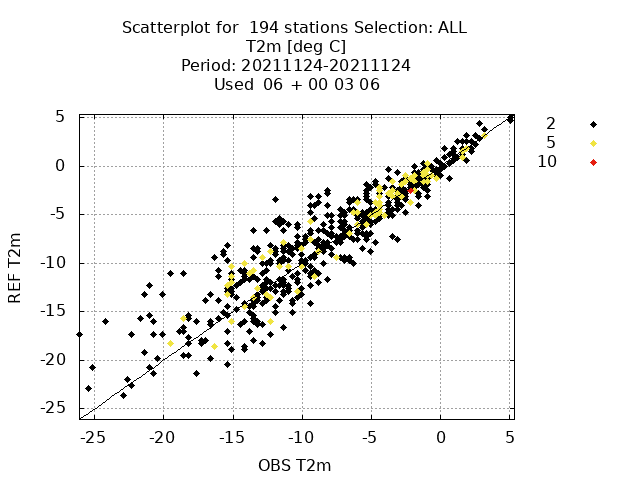 Scatterplot for  194 stations Selection: ALL
T2m [deg C]
Period: 20211124-20211124
Used  06 + 00 03 06
2
5
10
5
0
-5
-10
-15
-20
-25
REF T2m
-25 -20 -15 -10 -5 0 5
OBS T2m